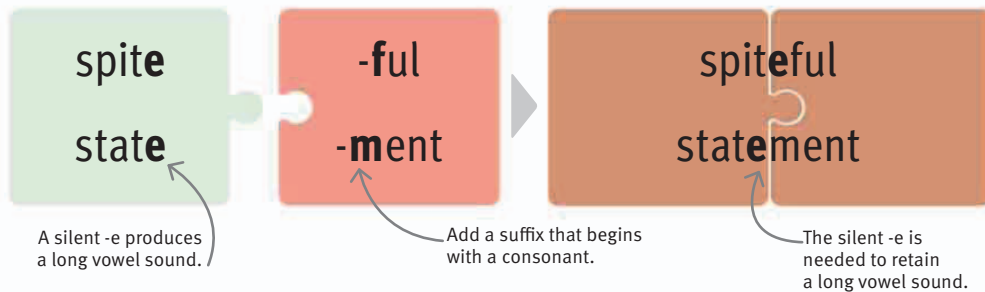 spite
state
-ful
-ment
spiteful
statement
A silent -e produces
a long vowel sound.
Add a suffix that begins
with a consonant.
The silent -e is
needed to retain
a long vowel sound.